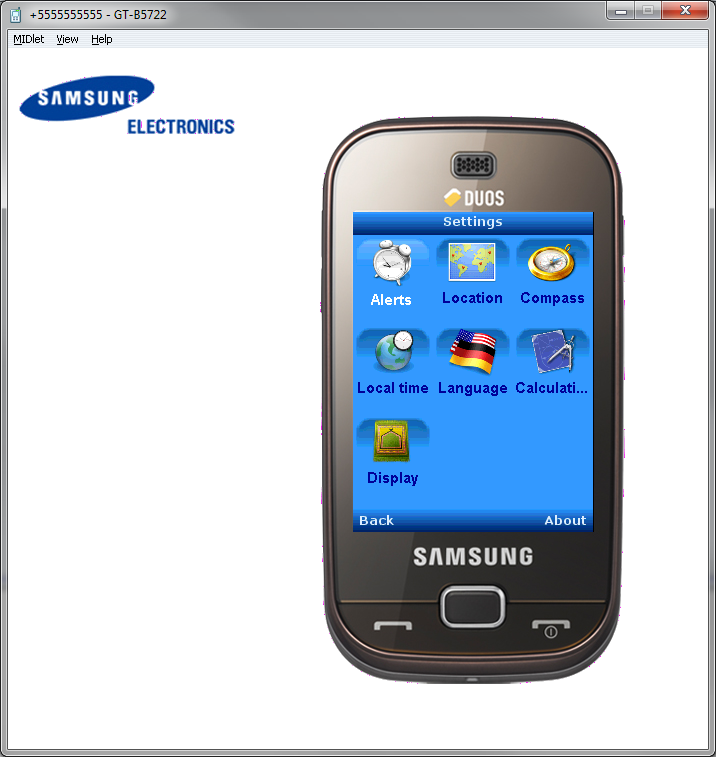 +5555555555 - GT-B5722
MIDlet View Help
SAMSUNG
ELECTRONICS
DUOS
Settings
Alerts Location Compass
Local time Language Calculati...
Display
Back About
SAMSUNG